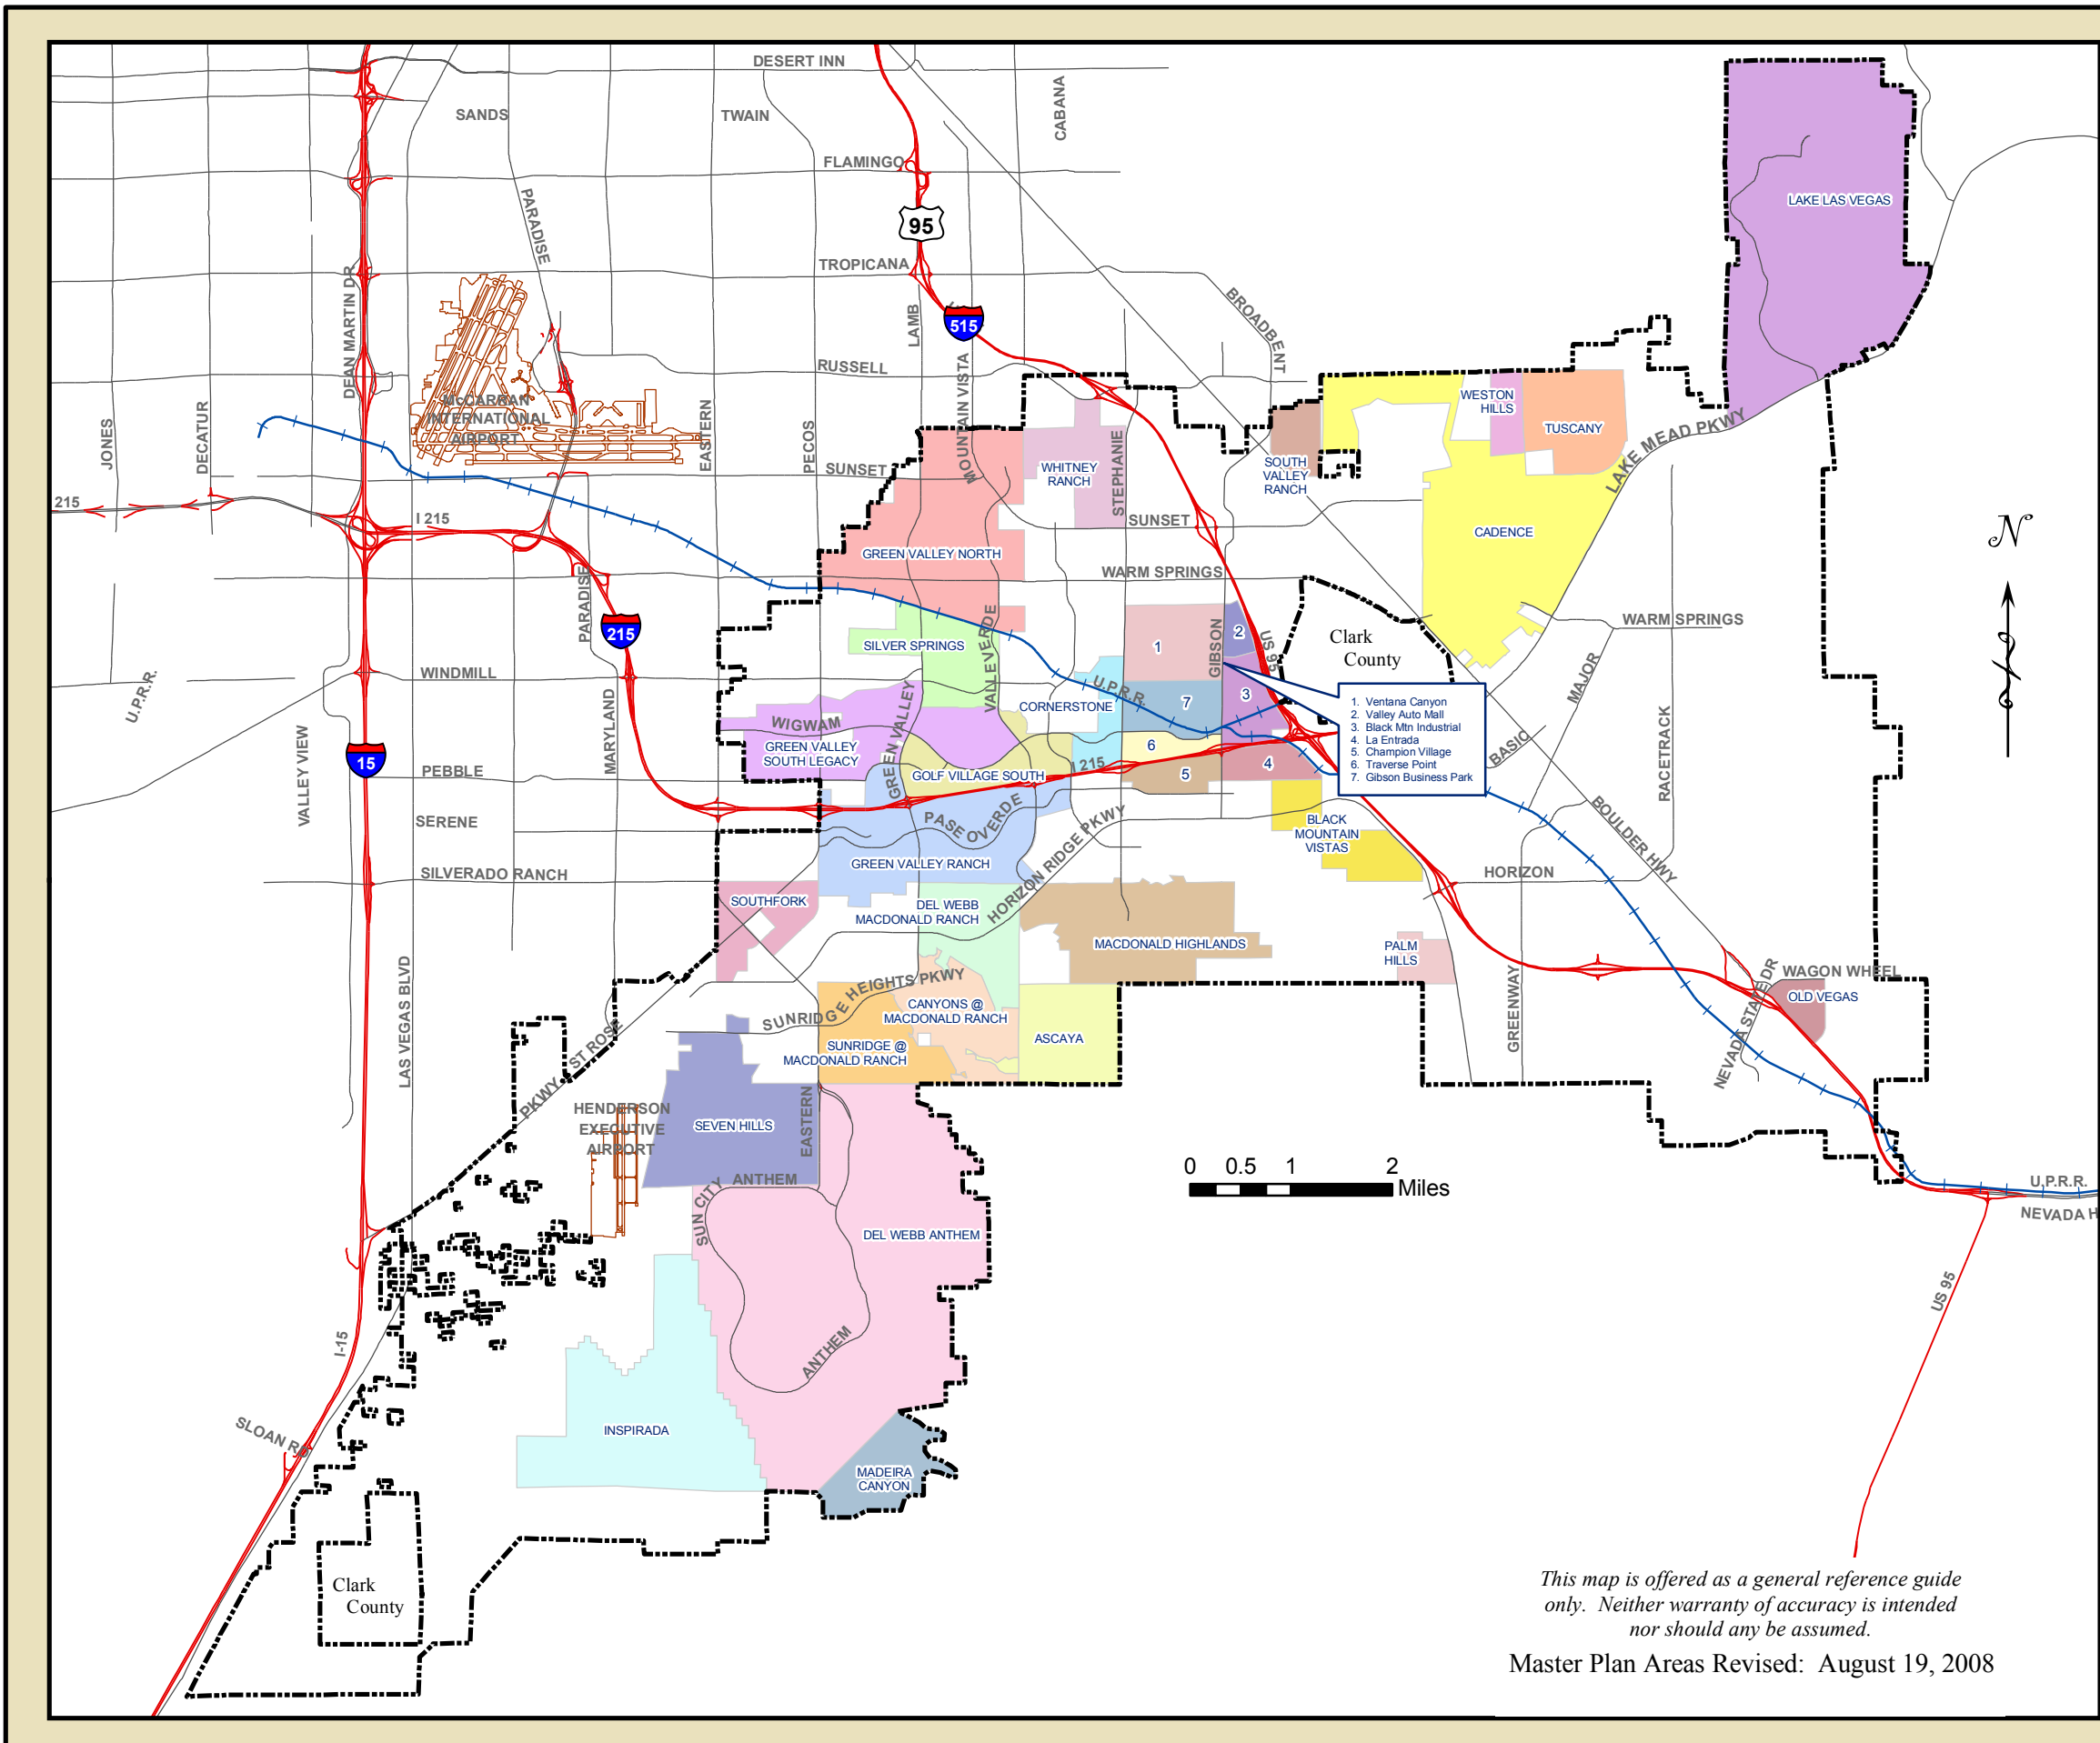 DESERT INN
SANDS
TWAIN
CABANA
FLAMINGO
PARADISE
95
LAKE LAS VEGAS
TROPICANA
DEAN MARTIN DR
LAMB
515
BROADBENT
RUSSELL
MOUNTAIN VISTA
McCARRAN
INTERNATIONAL
AIRPORT
JONES
DECATUR
EASTERN
PECOS
SUNSET
WHITNEY
RANCH
STEPHANIE
SOUTH
VALLEY
RANCH
WESTON
HILLS
TUSCANY
LAKE MEAD PKWY
215
I 215
SUNSET
CADENCE
N
GREEN VALLEY NORTH
WARM SPRINGS
PARADISE
215
SILVER SPRINGS
VALLE VERDE
1
2
GIBSON
US 95
Clark
County
WARM SPRINGS
U.P.R.R.
WINDMILL
MARYLAND
GREEN VALLEY
CORNERSTONE
U.P.R.R.
7
3
MAJOR
RACETRACK
1. Ventana Canyon
2. Valley Auto Mall
3. Black Mtn Industrial
4. La Entrada
5. Champion Village
6. Traverse Point
7. Gibson Business Park
WIGWAM
GREEN VALLEY
SOUTH LEGACY
6
BASIC
VALLEY VIEW
15
PEBBLE
GOLF VILLAGE SOUTH
I 215
5
4
SERENE
PASE OVERDE
HORIZON RIDGE PKWY
BLACK
MOUNTAIN
VISTAS
BOULDER HWY
GREEN VALLEY RANCH
SILVERADO RANCH
HORIZON
SOUTHFORK
DEL WEBB
MACDONALD RANCH
MACDONALD HIGHLANDS
PALM
HILLS
LAS VEGAS BLVD
SUNRIDGE HEIGHTS PKWY
CANYONS @
MACDONALD RANCH
GREENWAY
NEVADA STATE DR
WAGON WHEEL
OLD VEGAS
ST ROSE
PKWY
SUNRIDGE @
MACDONALD RANCH
ASCAYA
HENDERSON
EXECUTIVE
AIRPORT
SEVEN HILLS
EASTERN
0 0.5 1 2
Miles
SUN CITY
ANTHEM
U.P.R.R.
NEVADA H
DEL WEBB ANTHEM
US 95
I-15
ANTHEM
SLOAN RD
INSPIRADA
MADEIRA
CANYON
Clark
County
This map is offered as a general reference guide
only. Neither warranty of accuracy is intended
nor should any be assumed.
Master Plan Areas Revised: August 19, 2008